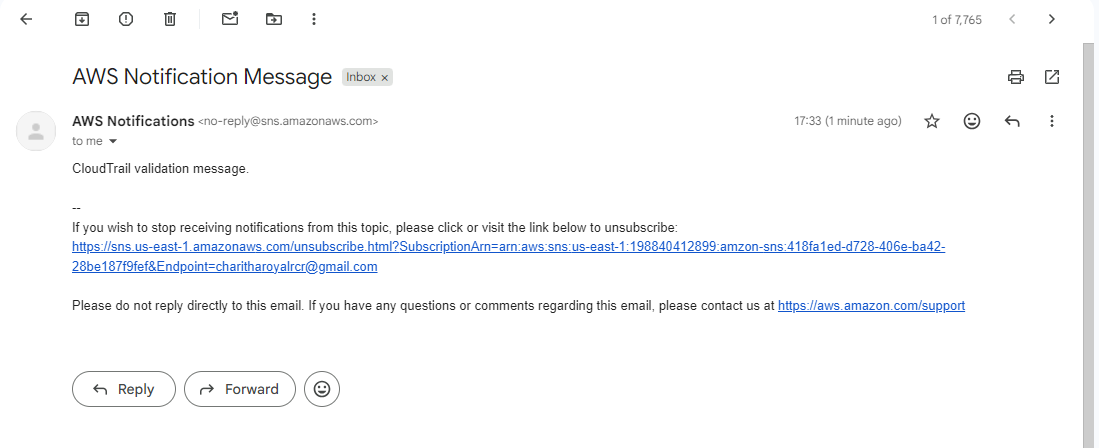 1 of 7,765
AWS Notification Message Inbox ×
AWS Notifications <no-reply@sns.amazonaws.com> 17:33 (1 minute ago)
to me
CloudTrail validation message.
--
If you wish to stop receiving notifications from this topic, please click or visit the link below to unsubscribe:
https://sns.us-east-1.amazonaws.com/unsubscribe.html?SubscriptionArn=arn:aws:sns:us-east-1:198840412899:amzon-sns:418fa1ed-d728-406e-ba42-
28be187f9fef&Endpoint=charitharoyalrcr@gmail.com
Please do not reply directly to this email. If you have any questions or comments regarding this email, please contact us at https://aws.amazon.com/support
Reply Forward